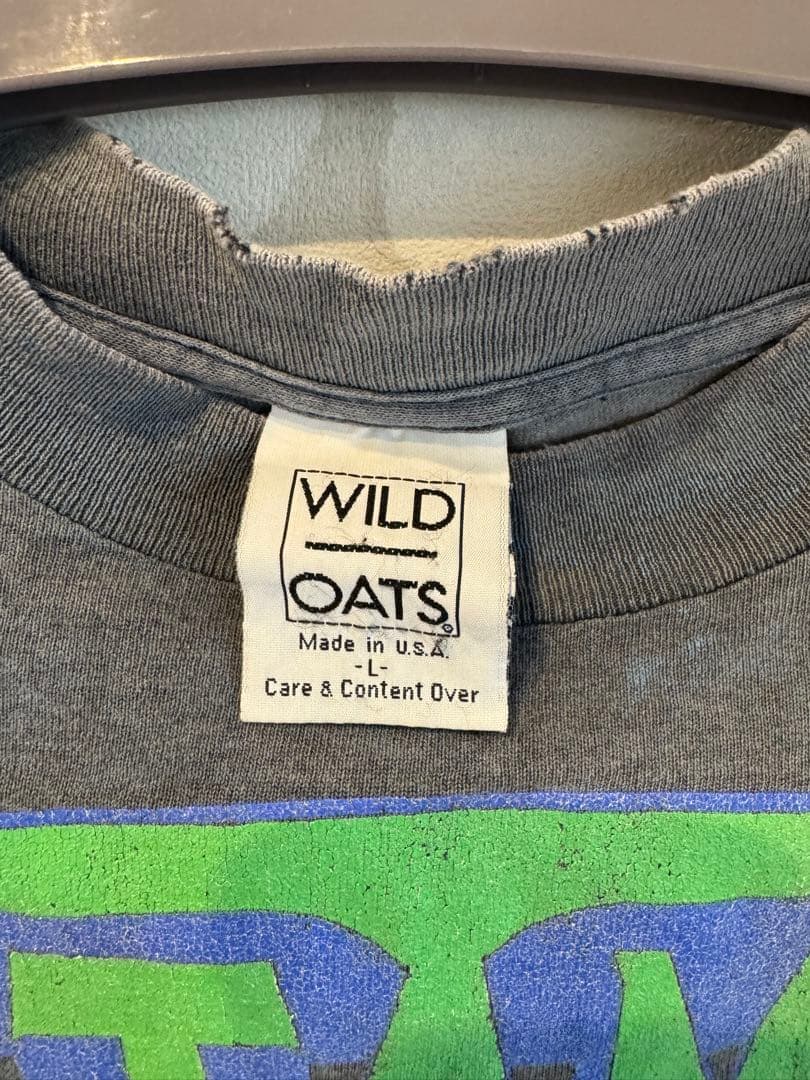 WILD
OATS®
Made in U.S.A.
-L-
Care & Content Over